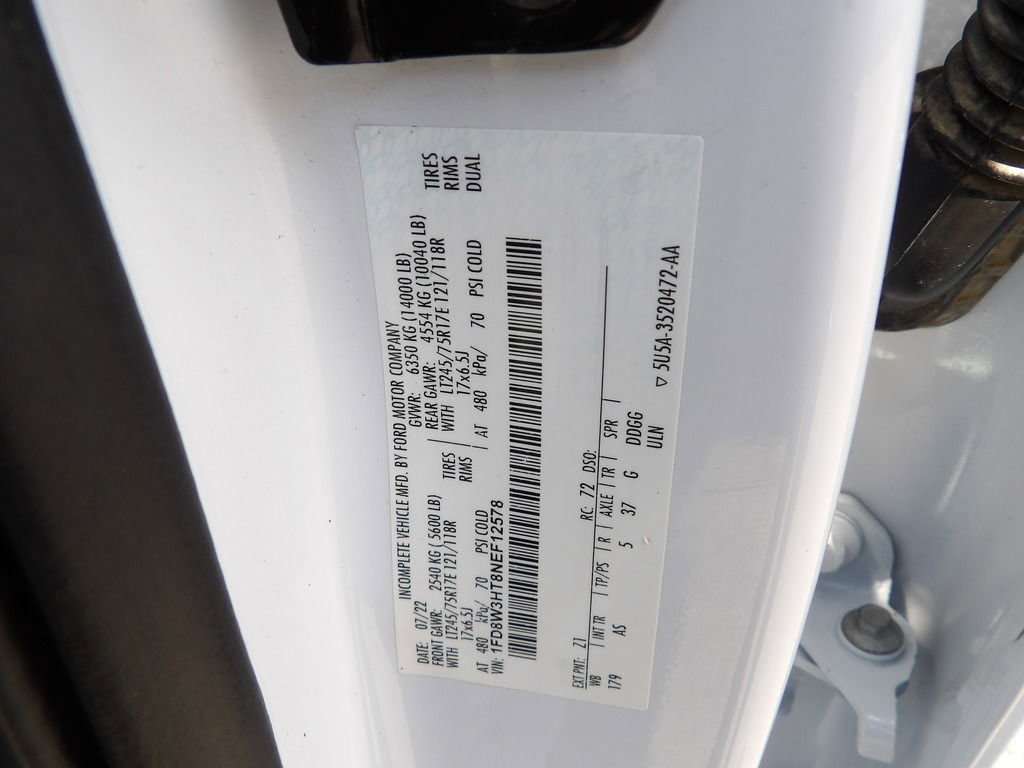 INCOMPLETE VEHICLE MFD. BY FORD MOTOR COMPANY
DATE: 07/22 GVWR: 6350 KG (14000 LB)
FRONT GAWR: 2540 KG (5600 LB) REAR GAWR: 4554 KG (10040 LB)
WITH LT245/75R17E 121/118R TIRES WITH LT245/75R17E 121/118R TIRES
17x6.5J RIMS 17x6.5J RIMS
AT 480 kPa/ 70 PSI COLD AT 480 kPa/ 70 PSI COLD DUAL
VIN: 1FD8W3HT8NEF12578
EXT PNT: Z1 RC: 72 DSO:
WB INT TR TP/PS R AXLE TR SPR
179 AS 5 37 G DDGG
ULN
▽ 5U5A-3520472-AA